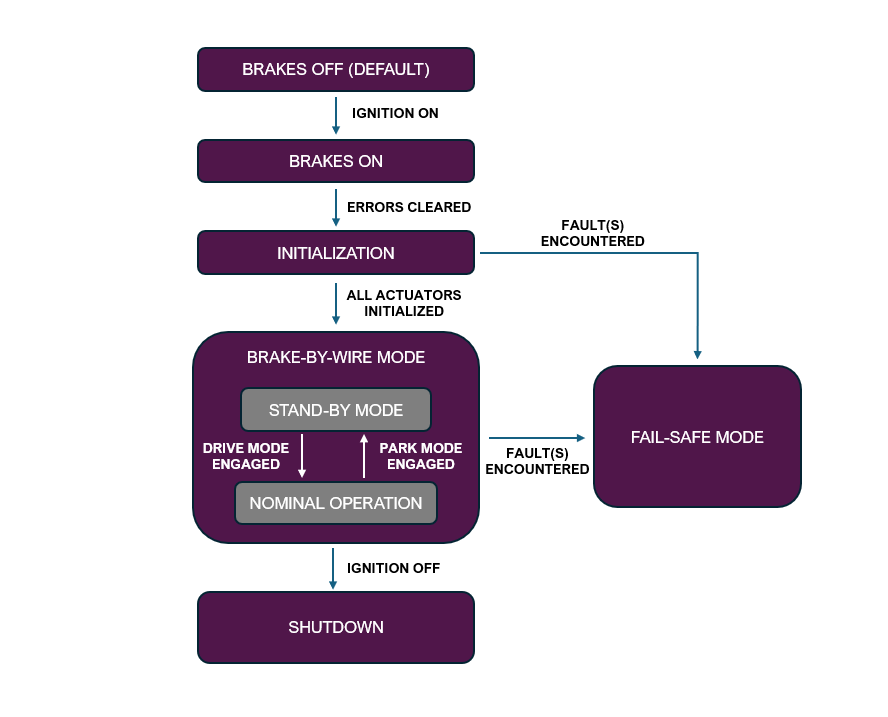 BRAKES OFF (DEFAULT)
IGNITION ON
BRAKES ON
ERRORS CLEARED
FAULT(S)
ENCOUNTERED
INITIALIZATION
ALL ACTUATORS
INITIALIZED
BRAKE-BY-WIRE MODE
STAND-BY MODE
DRIVE MODE
ENGAGED
PARK MODE
ENGAGED
NOMINAL OPERATION
FAULT(S)
ENCOUNTERED
FAIL-SAFE MODE
IGNITION OFF
SHUTDOWN